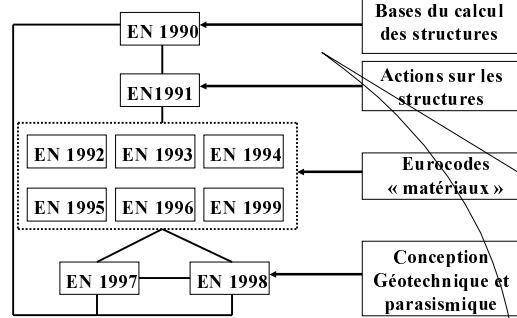 Bases du calcul
des structures
EN 1990
Actions sur les
structures
EN1991
EN 1992 EN 1993 EN 1994
Eurocodes
« matériaux »
EN 1995 EN 1996 EN 1999
Conception
Géotechnique et
parasismique
EN 1997 EN 1998